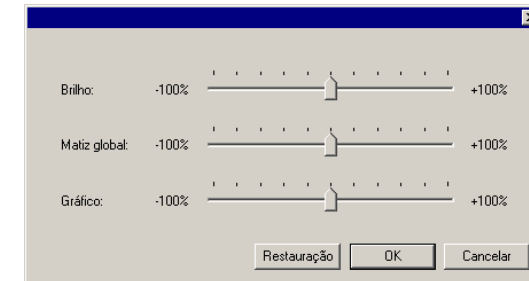 Brilho: -100% +100%
Matiz global: -100% +100%
Gráfico: -100% +100%
Restauração OK Cancelar